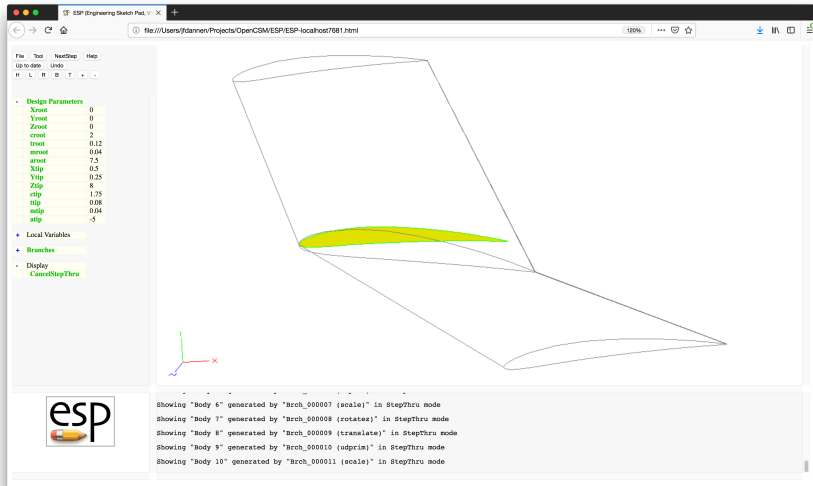 ESP (Engineering Sketch Pad, V
file:///Users/jfdannen/Projects/OpenCSM/ESP/ESP-localhost7681.html
120%
File Tool NextStep Help
Up to date Undo
H L R B T + -
- Design Parameters
Xroot 0
Yroot 0
Zroot 0
croot 2
troot 0.12
mroot 0.04
aroot 7.5
Xtip 0.5
Ytip 0.25
Ztip 8
ctip 1.75
ttip 0.08
mtip 0.04
atip -5
+ Local Variables
+ Branches
- Display
CancelStepThru
X
esp
Showing "Body 6" generated by "Brch_000007 (scale)" in StepThru mode
Showing "Body 7" generated by "Brch_000008 (rotatez)" in StepThru mode
Showing "Body 8" generated by "Brch_000009 (translate)" in StepThru mode
Showing "Body 9" generated by "Brch_000010 (udprim)" in StepThru mode
Showing "Body 10" generated by "Brch_000011 (scale)" in StepThru mode